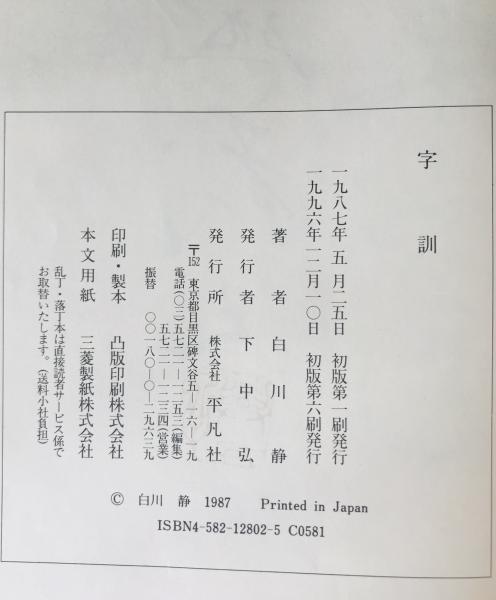 字訓
一九八七年 五 月二五日 初版第一刷発行
一九九六年一二月一〇日 初版第六刷発行
著者 白川 静
発行者 下中 弘
発行所 株式会社 平凡社
〒152 東京都目黒区碑文谷五―一六―一九
電話(〇三)五七二一―一二五三(編集)
五七二一―一二三四(営業)
振替 〇〇一八〇―〇―二九六三九
印刷・製本 凸版印刷株式会社
本文用紙 三菱製紙株式会社
乱丁・落丁本は直接読者サービス係で
お取替いたします。(送料小社負担)
© 白川 静 1987 Printed in Japan
ISBN4-582-12802-5 C0581